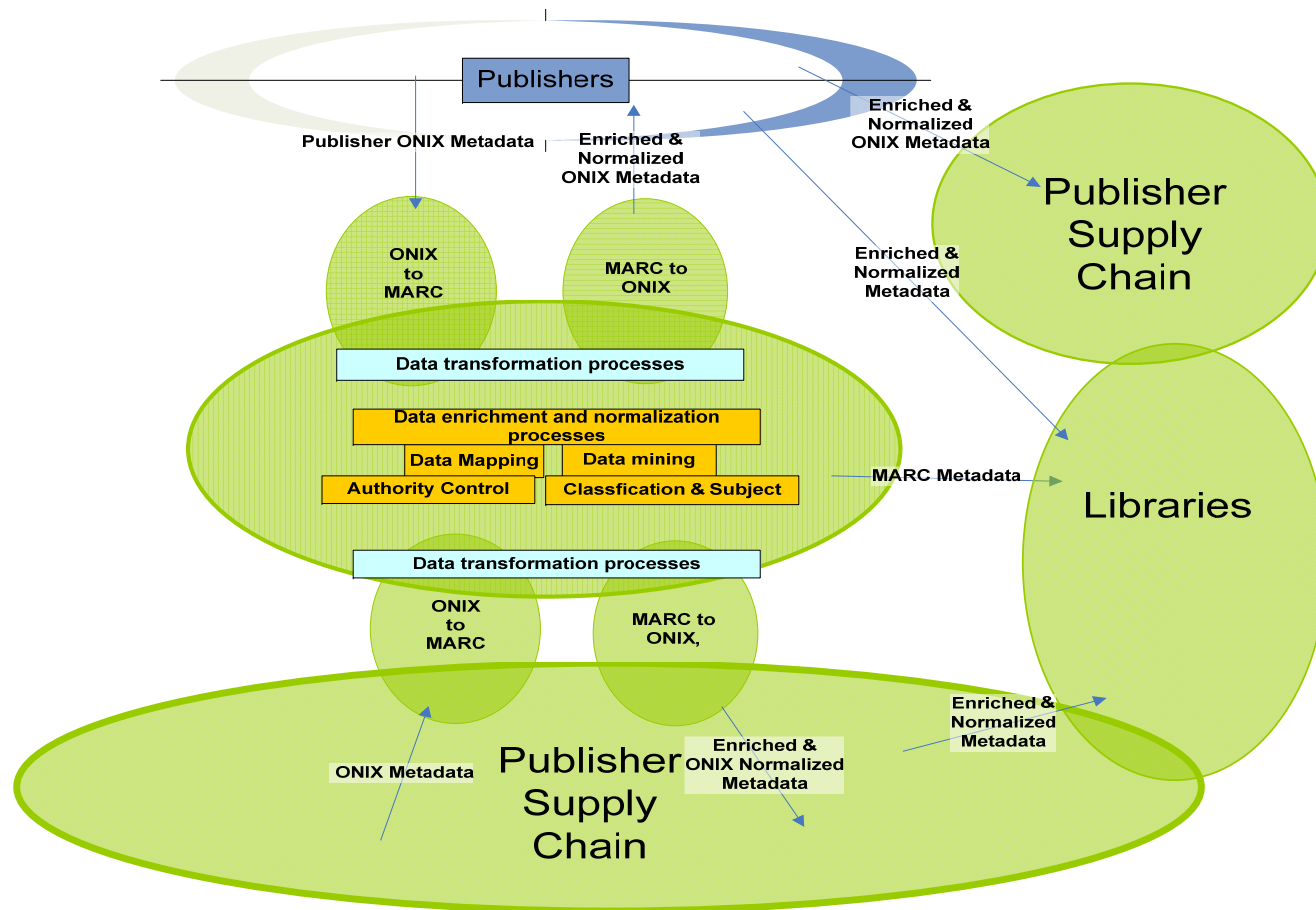 Publishers
Enriched &
Normalized
ONIX Metadata
Publisher ONIX Metadata
Enriched &
Normalized
ONIX Metadata
Publisher
Supply
Chain
ONIX
to
MARC
MARC to
ONIX
Enriched &
Normalized
Metadata
Data transformation processes
Data enrichment and normalization
processes
Data Mapping
Data mining
Authority Control
Classfication & Subject
MARC Metadata
Libraries
Data transformation processes
ONIX
to
MARC
MARC to
ONIX,
Enriched &
Normalized
Metadata
ONIX Metadata
Publisher
Supply
Chain
Enriched &
ONIX Normalized
Metadata